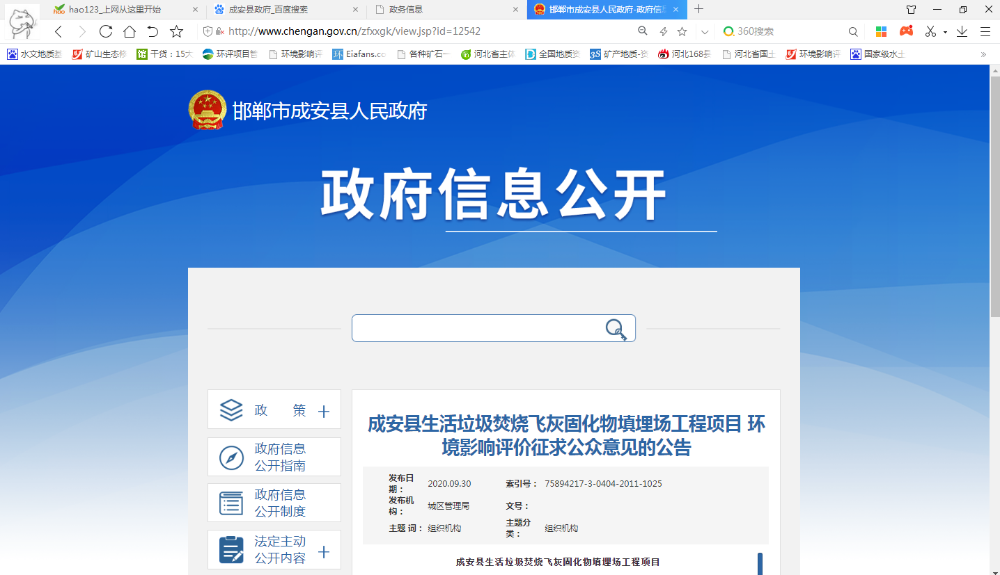 hao123_上网从这里开始
成安县政府_百度搜索
政务信息
邯郸市成安县人民政府-政府信息
http://www.chengan.gov.cn/zfxxgk/view.jsp?id=12542
360搜索
水文地质基
矿山生态修
馆 干货：15大
环评项目管
环境影响评
环 Eiafans.co
各种矿石一
河北省主体
全国地质资
矿产地质-资
河北168县
河北省国土
环境影响评
国家级水土
邯郸市成安县人民政府
政府信息公开
政 策
政府信息
公开指南
政府信息
公开制度
法定主动
公开内容
成安县生活垃圾焚烧飞灰固化物填埋场工程项目 环
境影响评价征求公众意见的公告
发布日期： 2020.09.30 索引号： 75894217-3-0404-2011-1025
发布机构： 城区管理局 文号：
主题 词： 组织机构 主题分类： 组织机构
成安县生活垃圾焚烧飞灰固化物填埋场工程项目